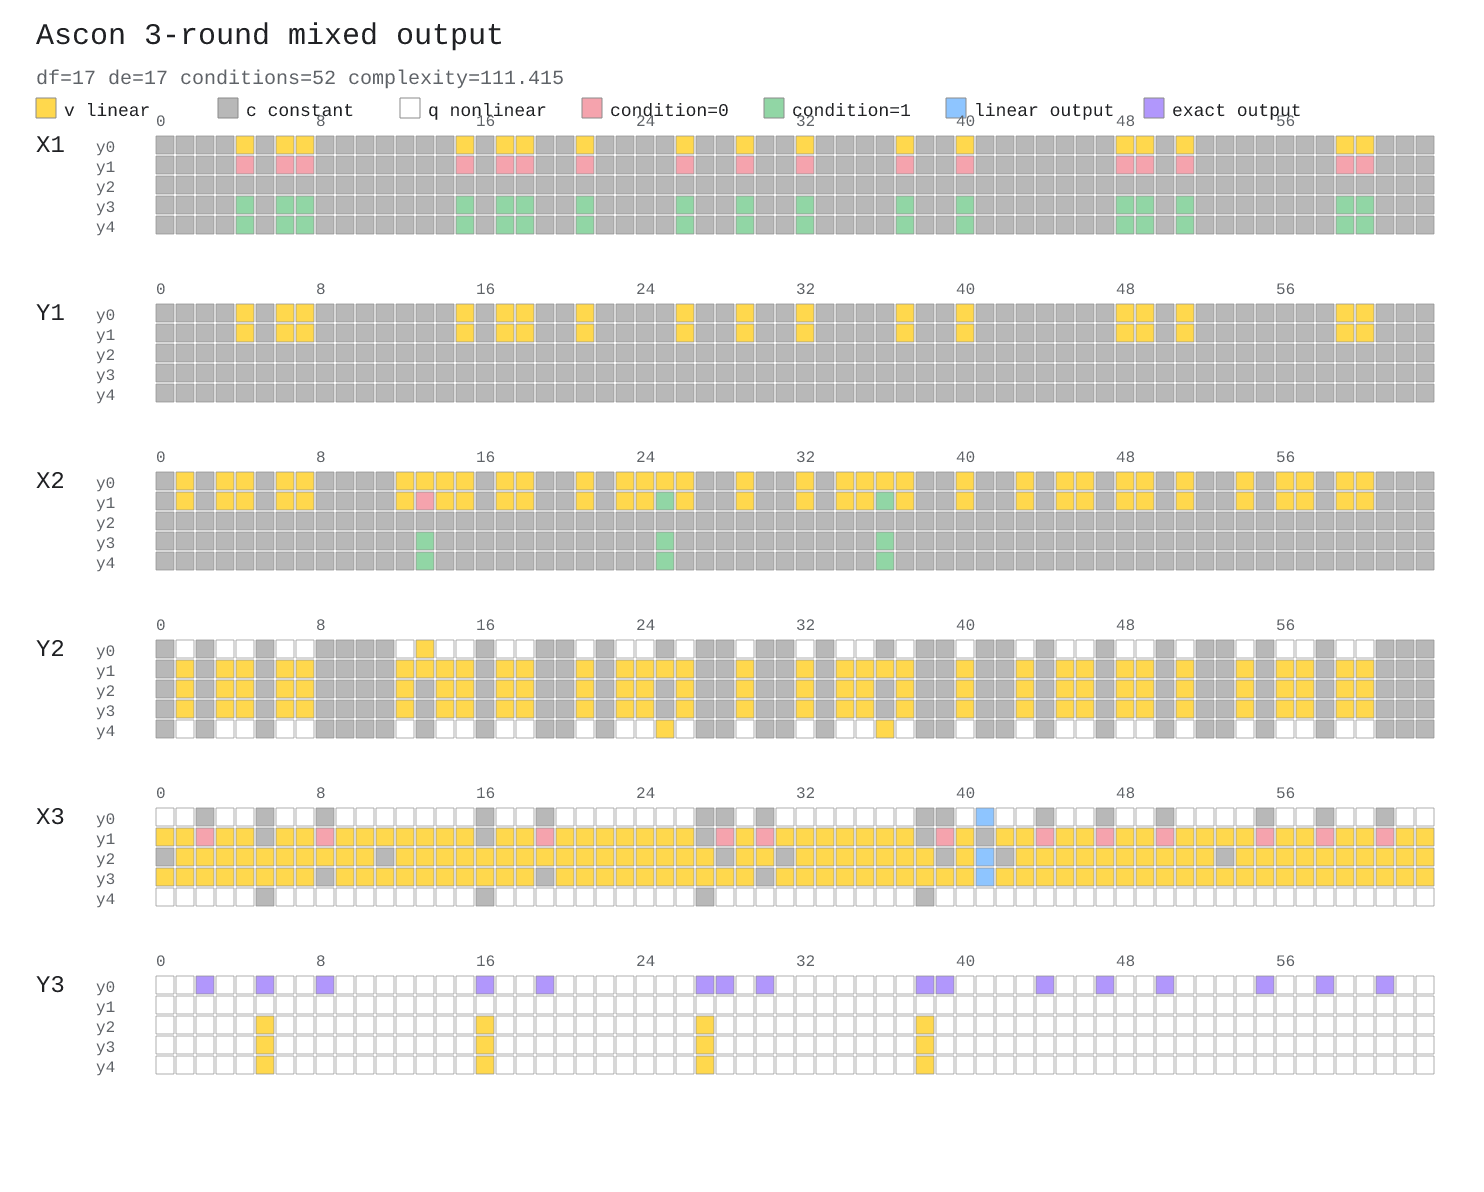 Ascon 3-round mixed output
df=17 de=17 conditions=52 complexity=111.415
v linear c constant q nonlinear condition=0 condition=1 linear output exact output
0 8 16 24 32 40 48 56
X1
y0
y1
y2
y3
y4
0 8 16 24 32 40 48 56
Y1
y0
y1
y2
y3
y4
0 8 16 24 32 40 48 56
X2
y0
y1
y2
y3
y4
0 8 16 24 32 40 48 56
Y2
y0
y1
y2
y3
y4
0 8 16 24 32 40 48 56
X3
y0
y1
y2
y3
y4
0 8 16 24 32 40 48 56
Y3
y0
y1
y2
y3
y4